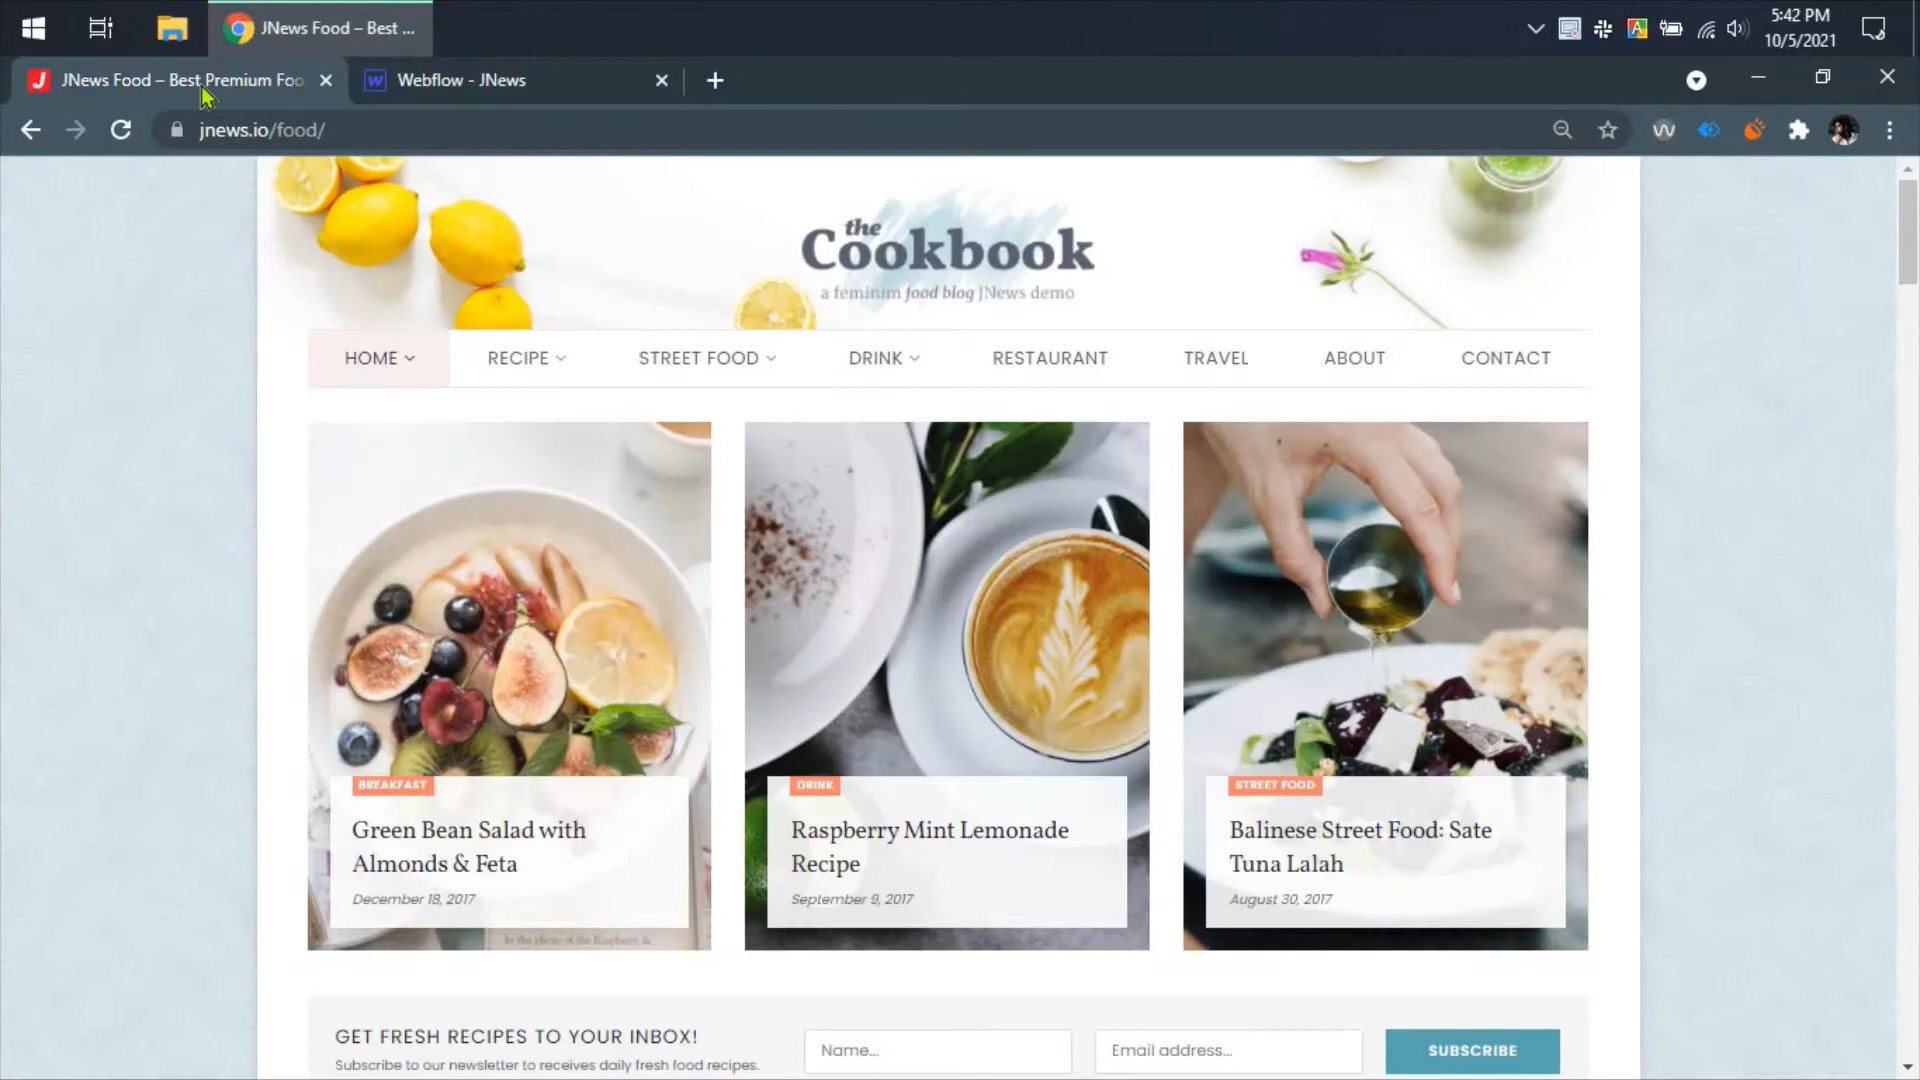 JNews Food – Best ...
5:42 PM
10/5/2021
JNews Food – Best Premium Foo
Webflow - JNews
jnews.io/food/
the
Cookbook
a feminim food blog JNews demo
HOME
RECIPE
STREET FOOD
DRINK
RESTAURANT
TRAVEL
ABOUT
CONTACT
BREAKFAST
Green Bean Salad with
Almonds & Feta
December 18, 2017
DRINK
Raspberry Mint Lemonade
Recipe
September 9, 2017
STREET FOOD
Balinese Street Food: Sate
Tuna Lalah
August 30, 2017
GET FRESH RECIPES TO YOUR INBOX!
Subscribe to our newsletter to receives daily fresh food recipes.
Name...
Email address...
SUBSCRIBE